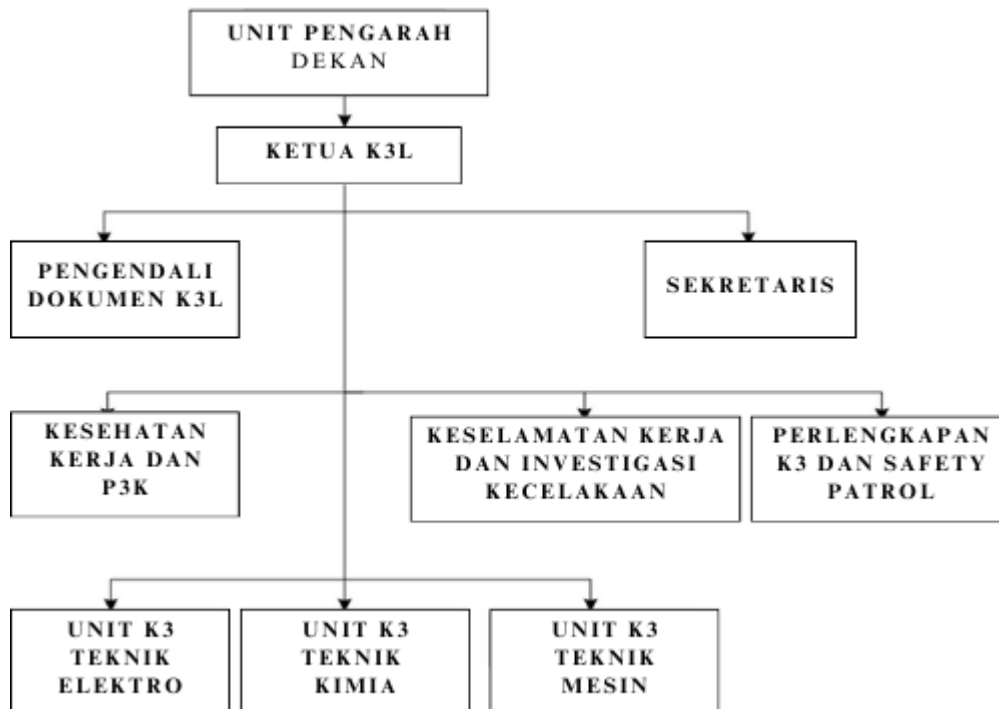 UNIT PENGARAH
DEKAN
KETUA K3L
PENGENDALI
DOKUMEN K3L
SEKRETARIS
KESEHATAN
KERJA DAN
P3K
KESELAMATAN KERJA
DAN INVESTIGASI
KECELAKAAN
PERLENGKAPAN
K3 DAN SAFETY
PATROL
UNIT K3
TEKNIK
ELEKTRO
UNIT K3
TEKNIK
KIMIA
UNIT K3
TEKNIK
MESIN